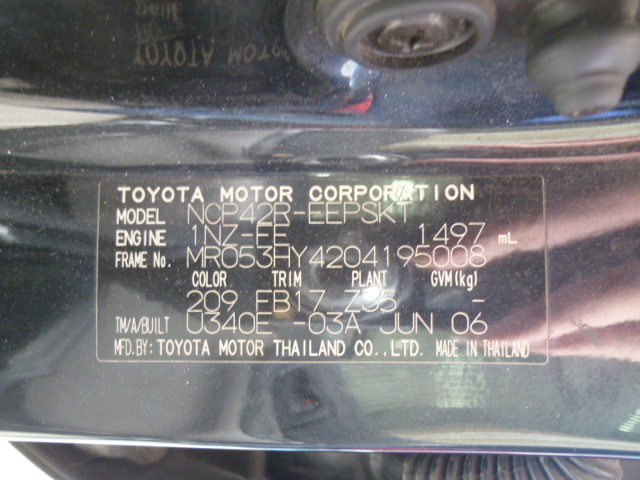 TOYOTA MOTOR CORPORATION
MODEL NCP42R-EEPSKT
ENGINE 1NZ-FE 1497 mL
FRAME No. MR053HY4204195008
COLOR TRIM PLANT GVM(kg)
209 FB17 Z55 -
TM/A/BUILT U340E -03A JUN 06
MFD.BY: TOYOTA MOTOR THAILAND CO.,LTD. MADE IN THAILAND